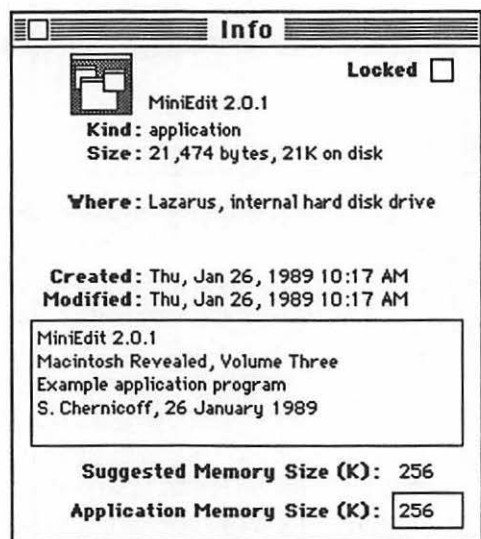 Info
Locked
MiniEdit 2.0.1
Kind: application
Size: 21,474 bytes, 21K on disk
Where: Lazarus, internal hard disk drive
Created: Thu, Jan 26, 1989 10:17 AM
Modified: Thu, Jan 26, 1989 10:17 AM
MiniEdit 2.0.1
Macintosh Revealed, Volume Three
Example application program
S. Chernicoff, 26 January 1989
Suggested Memory Size (K): 256
Application Memory Size (K): 256